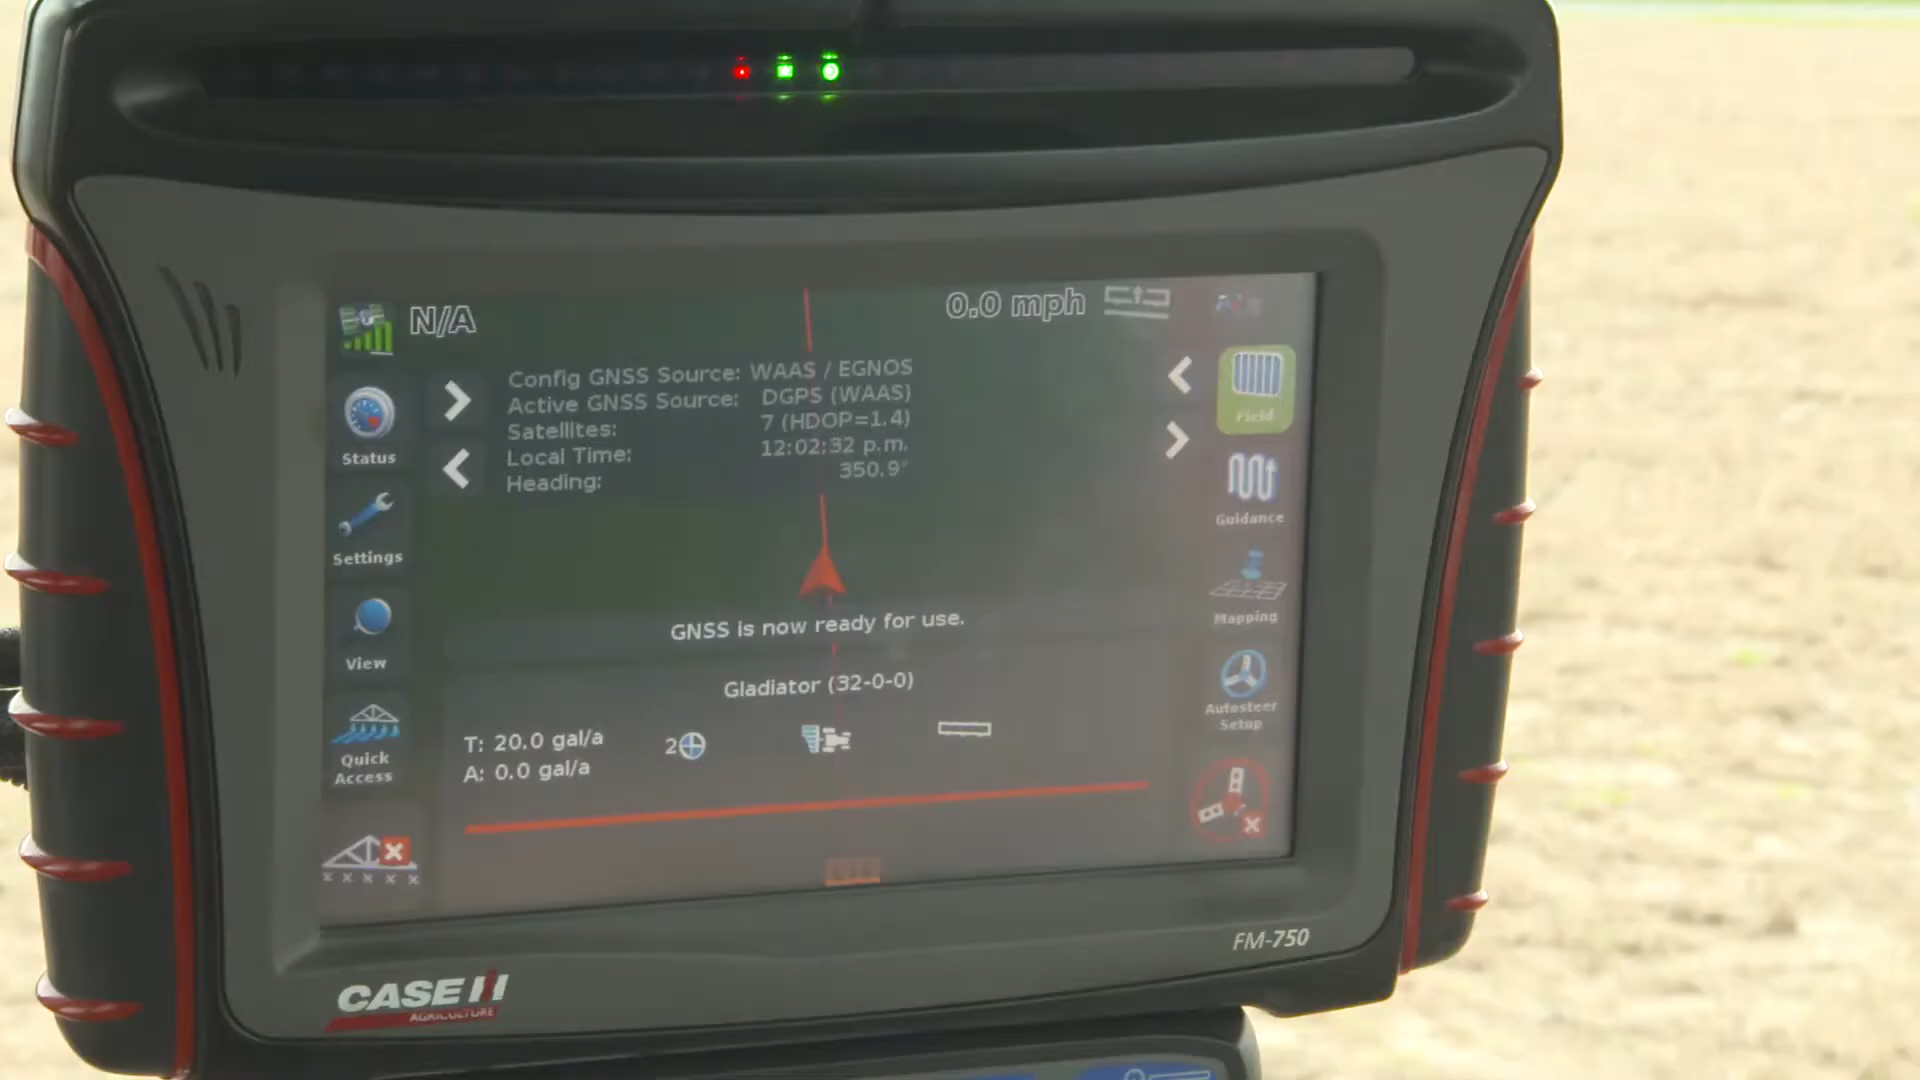 N/A
0.0 mph
Config GNSS Source: WAAS / EGNOS
Active GNSS Source: DGPS (WAAS)
Satellites: 7 (HDOP=1.4)
Local Time: 12:02:32 p.m.
Heading: 350.9°
Status
Settings
View
Quick
Access
Field
Guidance
Mapping
Autosteer
Setup
GNSS is now ready for use.
Gladiator (32-0-0)
T: 20.0 gal/a
A: 0.0 gal/a
2
FM-750
CASE IH
AGRICULTURE